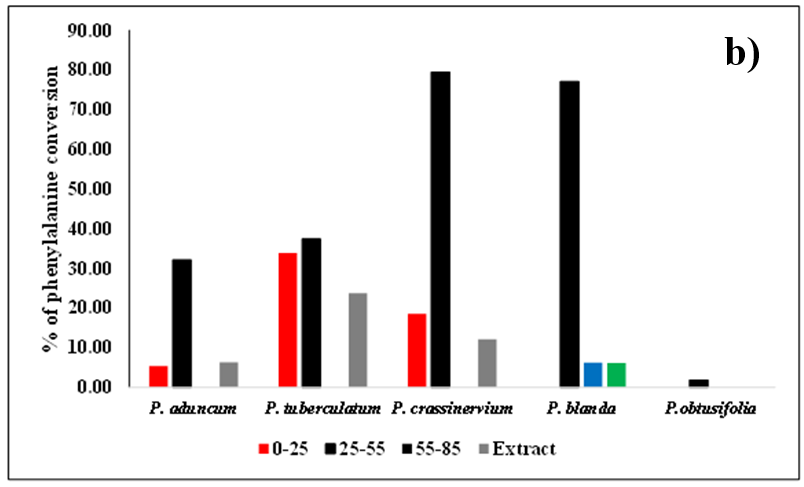 b)
% of phenylalanine conversion
90.00
80.00
70.00
60.00
50.00
40.00
30.00
20.00
10.00
0.00
P. aduncum P. tuberculatum P. crassinervium P. blanda P.obtusifolia
0-25 25-55 55-85 Extract